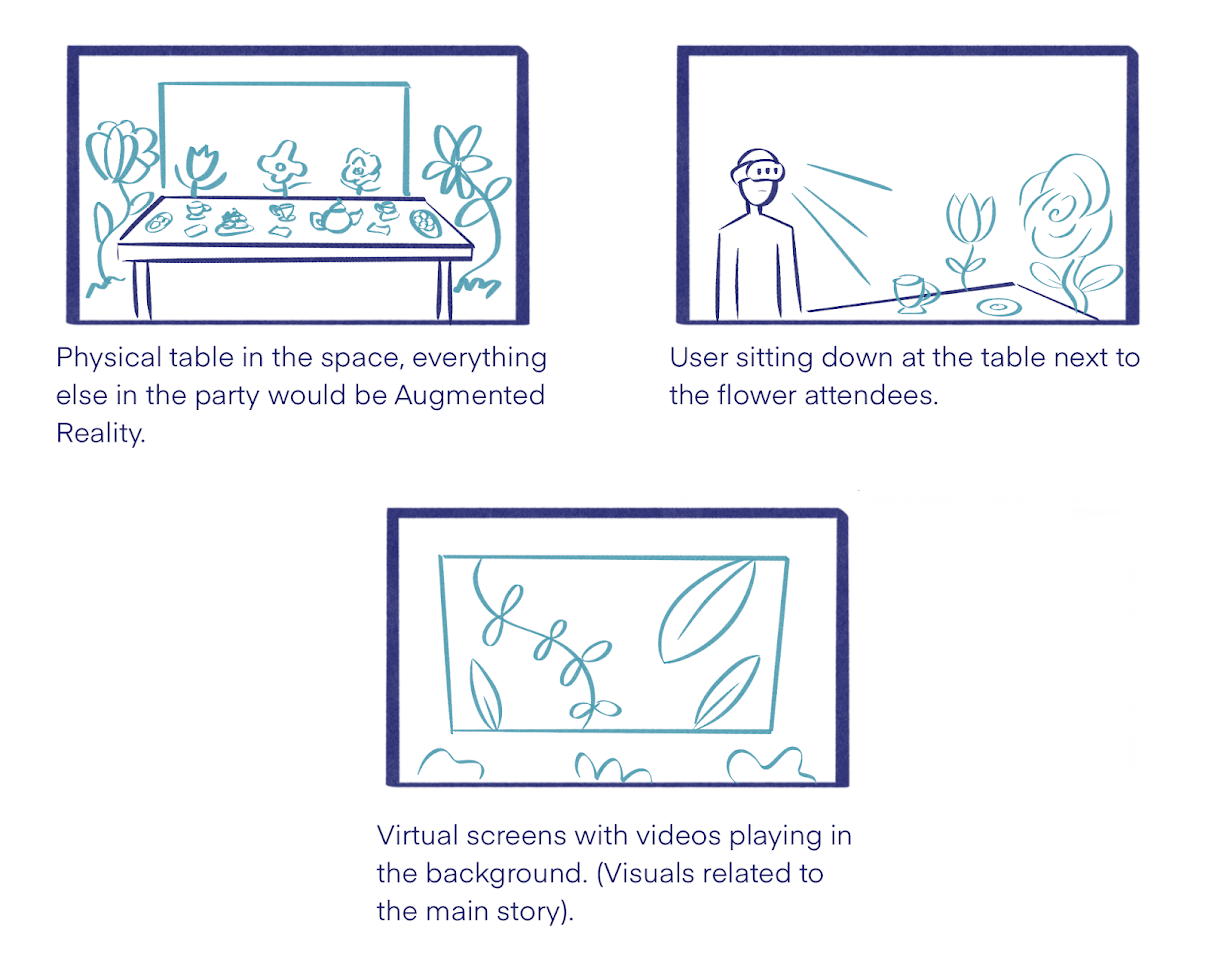 Physical table in the space, everything
else in the party would be Augmented
Reality.
User sitting down at the table next to
the flower attendees.
Virtual screens with videos playing in
the background. (Visuals related to
the main story).